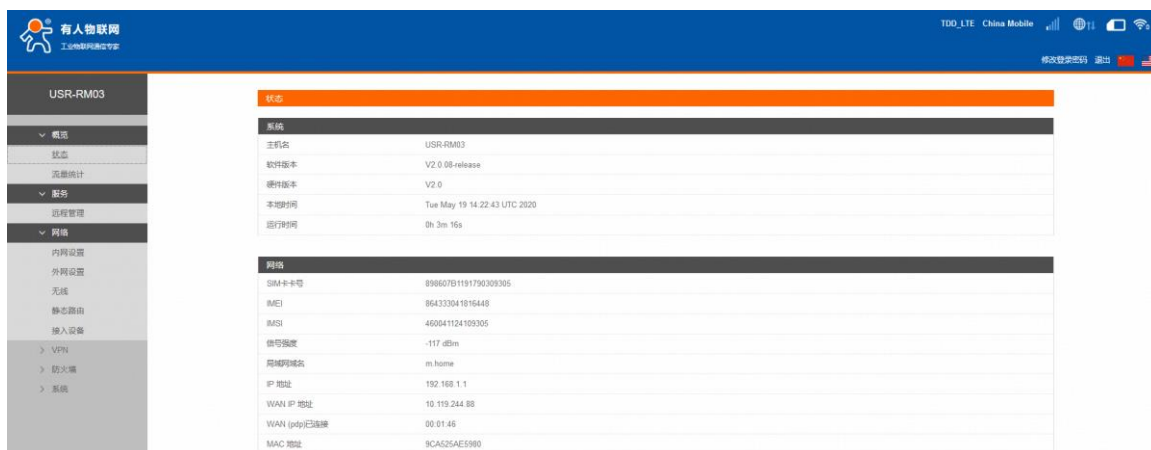 有人物联网
工业物联网通信专家
TDD_LTE China Mobile
修改登录密码 退出
USR-RM03
概览
状态
流量统计
服务
远程管理
网络
内网设置
外网设置
无线
静态路由
接入设备
VPN
防火墙
系统
状态
系统
主机名 USR-RM03
软件版本 V2.0.08-release
硬件版本 V2.0
本地时间 Tue May 19 14:22:43 UTC 2020
运行时间 0h 3m 16s
网络
SIM卡卡号 898607B1191790309305
IMEI 864333041816448
IMSI 460041124109305
信号强度 -117 dBm
局域网域名 m.home
IP 地址 192.168.1.1
WAN IP 地址 10.119.244.88
WAN (pdp)已连接 00:01:46
MAC 地址 9CA525AE5980